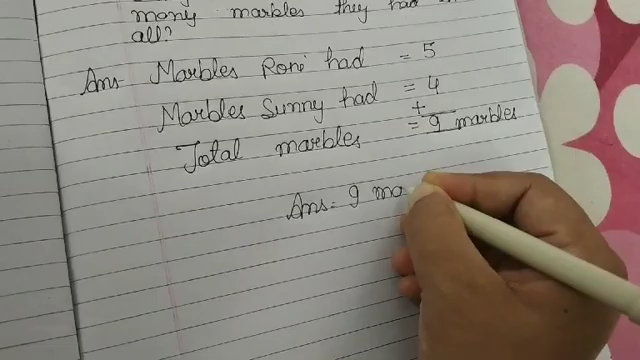 many marbles they had
all?
Ans- Marbles Roni had = 5
Marbles Sunny had = 4
+
Total marbles = 9 marbles
Ans:- 9 ma